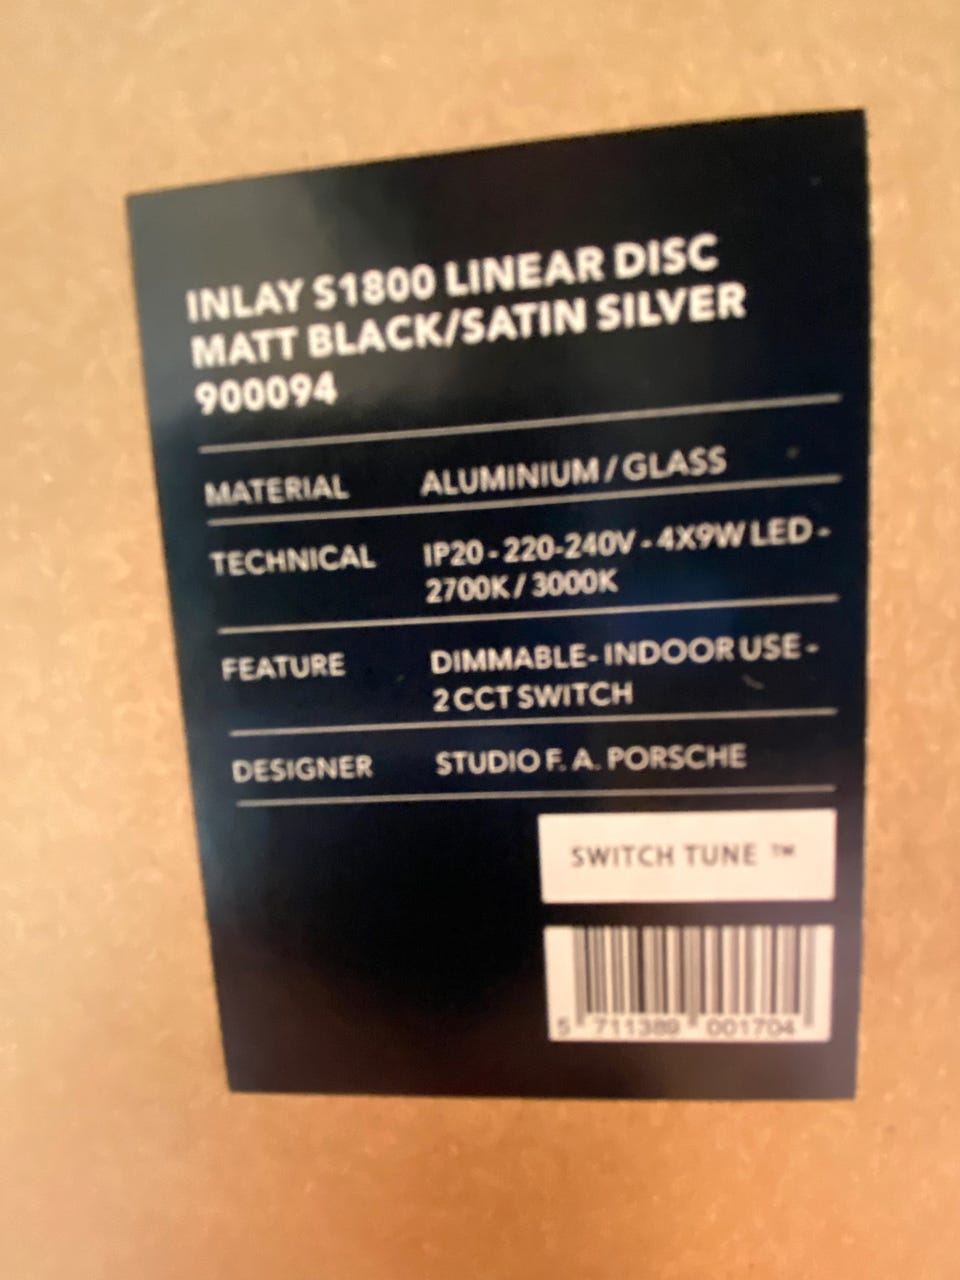 INLAY S1800 LINEAR DISC
MATT BLACK/SATIN SILVER
900094
MATERIAL ALUMINIUM / GLASS
TECHNICAL IP20 - 220-240V - 4X9W LED -
2700K / 3000K
FEATURE DIMMABLE- INDOOR USE -
2 CCT SWITCH
DESIGNER STUDIO F. A. PORSCHE
SWITCH TUNE ™
5 711389 001704